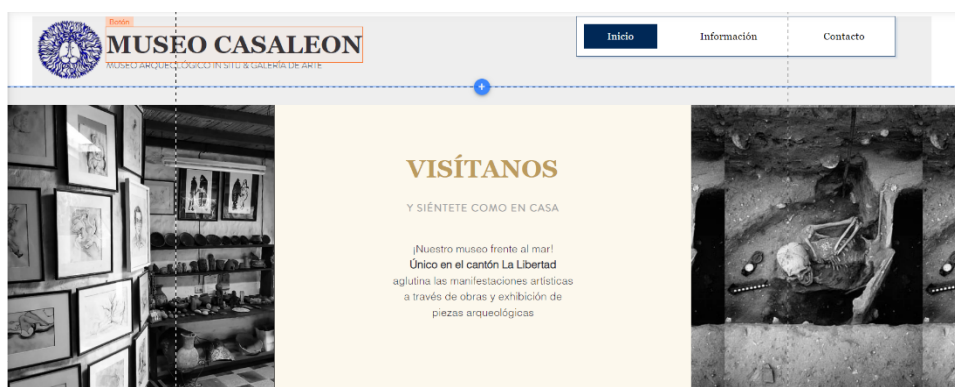 Botón
MUSEO CASALEON
MUSEO ARQUEOLÓGICO IN SITU & GALERÍA DE ARTE
Inicio
Información
Contacto
VISÍTANOS
Y SIÉNTETE COMO EN CASA
¡Nuestro museo frente al mar!
Único en el cantón La Libertad
aglutina las manifestaciones artísticas
a través de obras y exhibición de
piezas arqueológicas